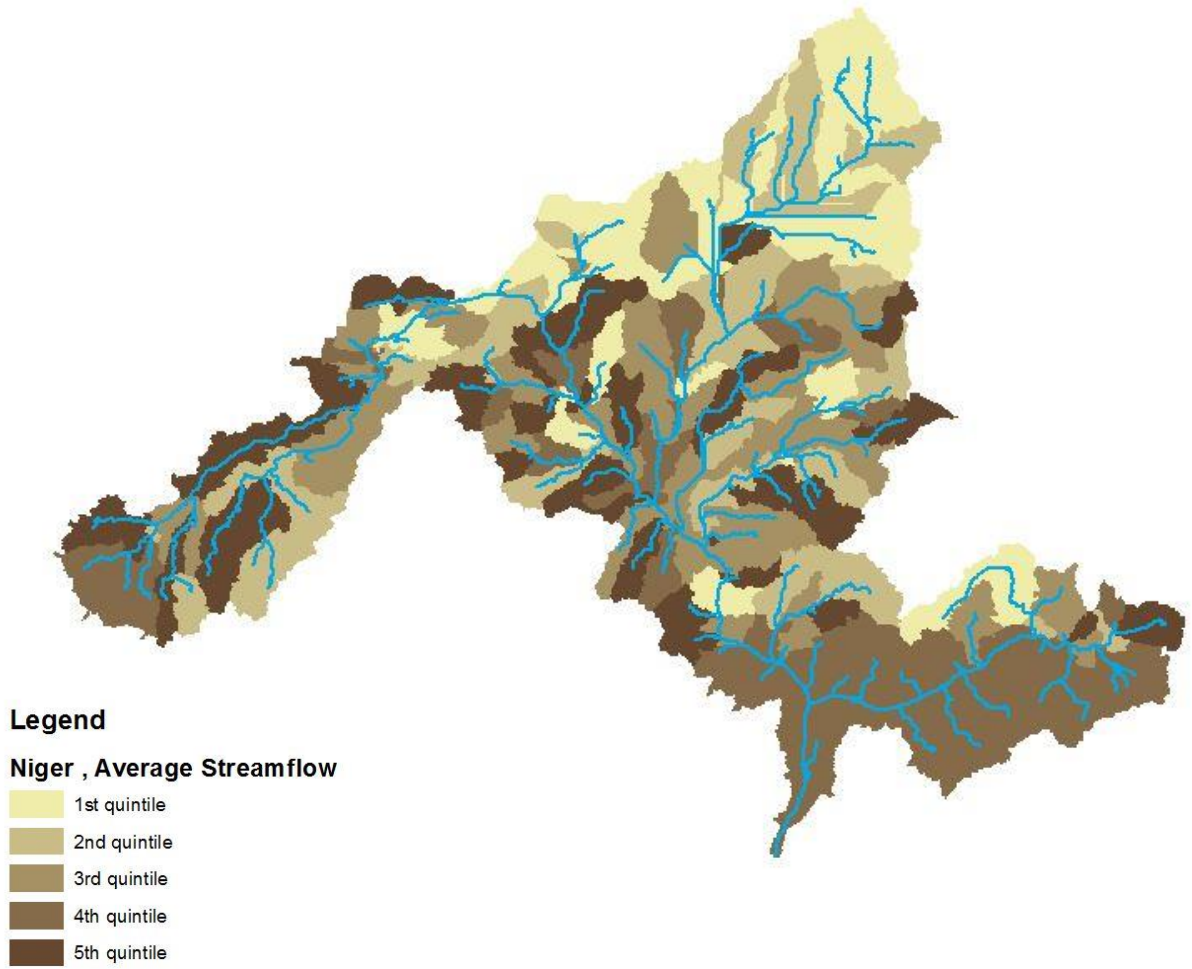 Legend
Niger , Average Streamflow
1st quintile
2nd quintile
3rd quintile
4th quintile
5th quintile